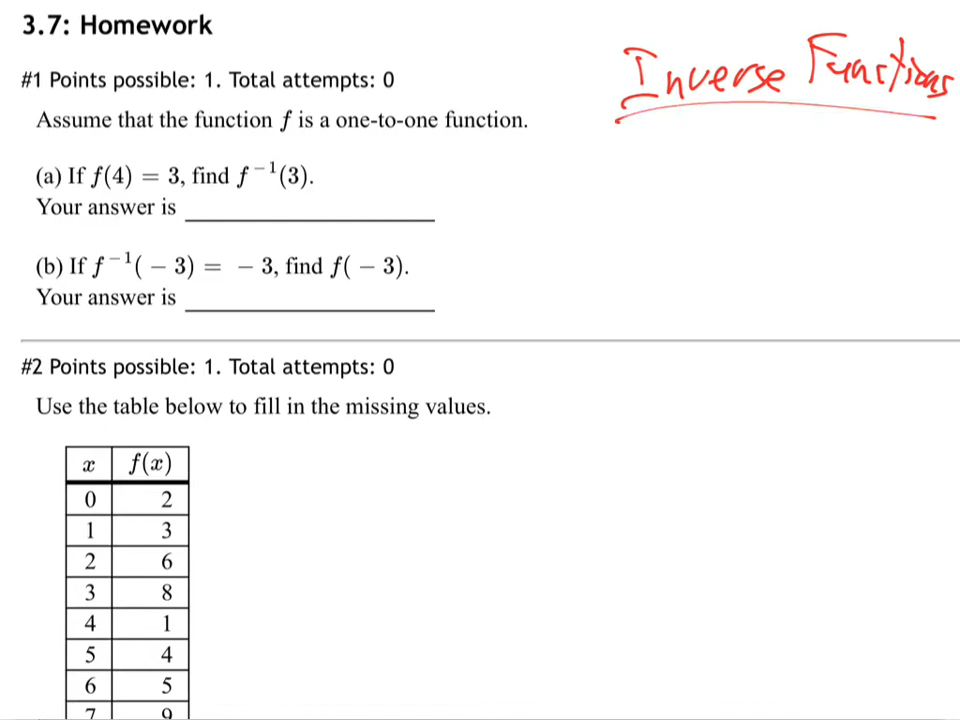 3.7: Homework
Inverse Functions
#1 Points possible: 1. Total attempts: 0
Assume that the function f is a one-to-one function.
(a) If f(4) = 3, find f⁻¹(3).
Your answer is
(b) If f⁻¹( − 3) = − 3, find f( − 3).
Your answer is
#2 Points possible: 1. Total attempts: 0
Use the table below to fill in the missing values.
x f(x)
0 2
1 3
2 6
3 8
4 1
5 4
6 5
7 9